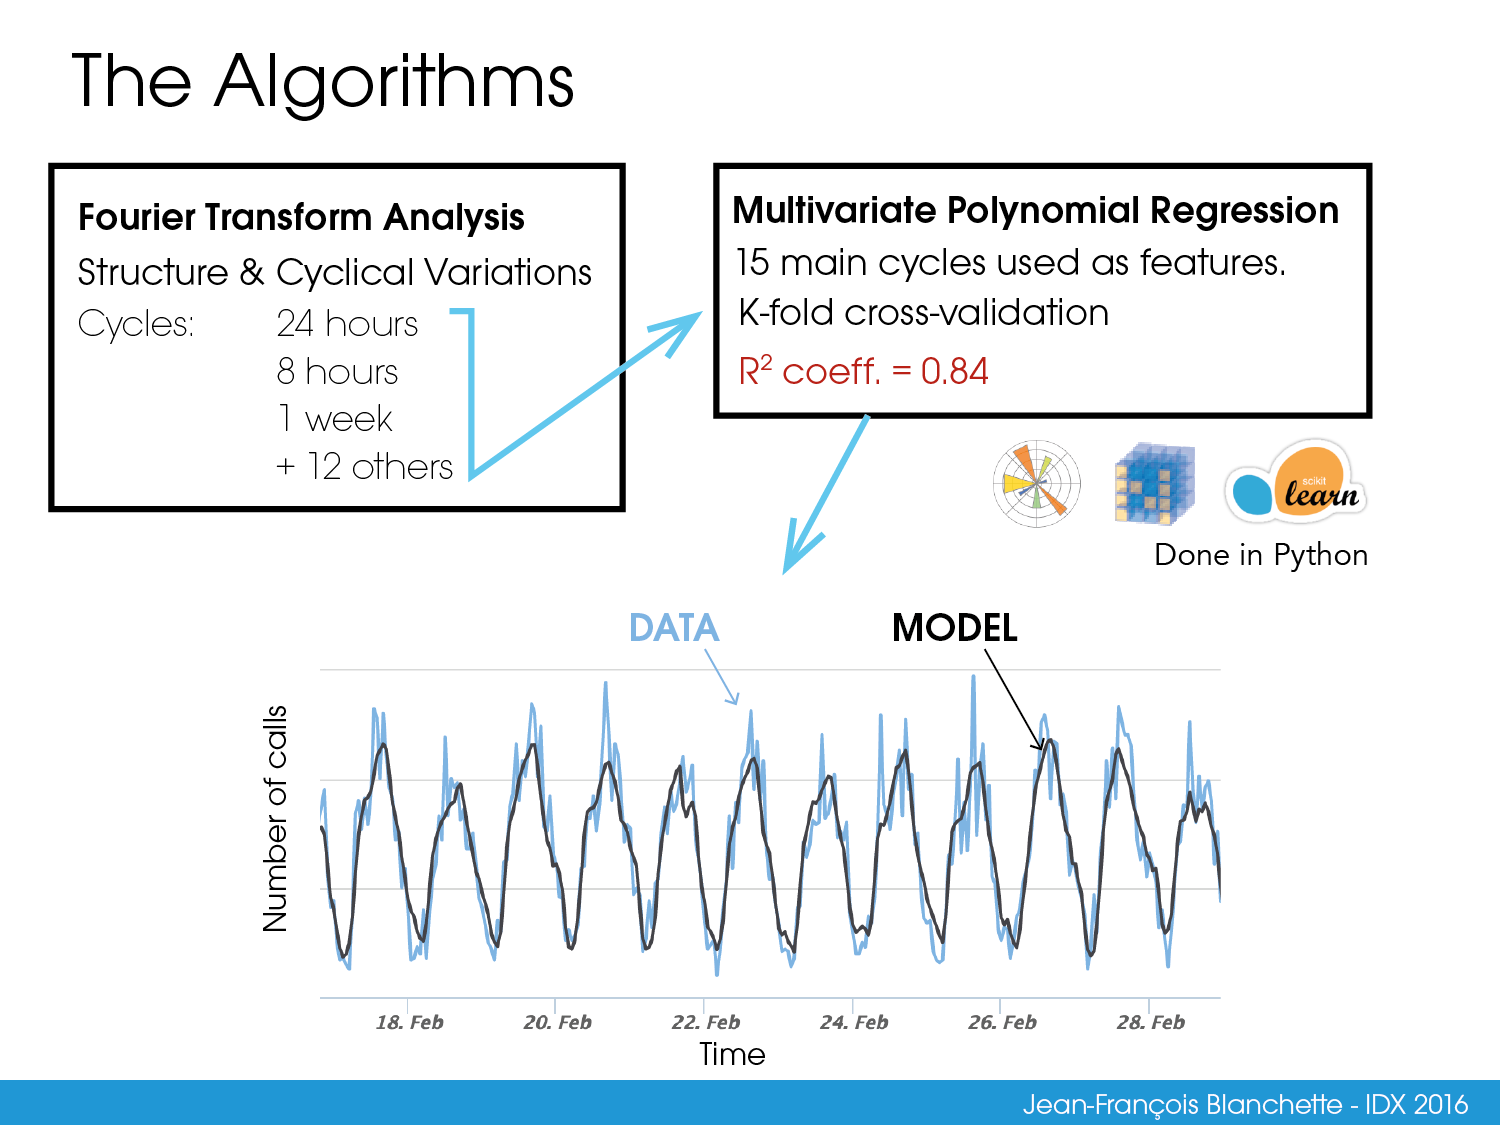 The Algorithms
Fourier Transform Analysis
Structure & Cyclical Variations
Cycles: 24 hours
8 hours
1 week
+ 12 others
Multivariate Polynomial Regression
15 main cycles used as features.
K-fold cross-validation
R² coeff. = 0.84
scikit
learn
Done in Python
DATA
MODEL
Number of calls
18. Feb 20. Feb 22. Feb 24. Feb 26. Feb 28. Feb
Time
Jean-François Blanchette - IDX 2016